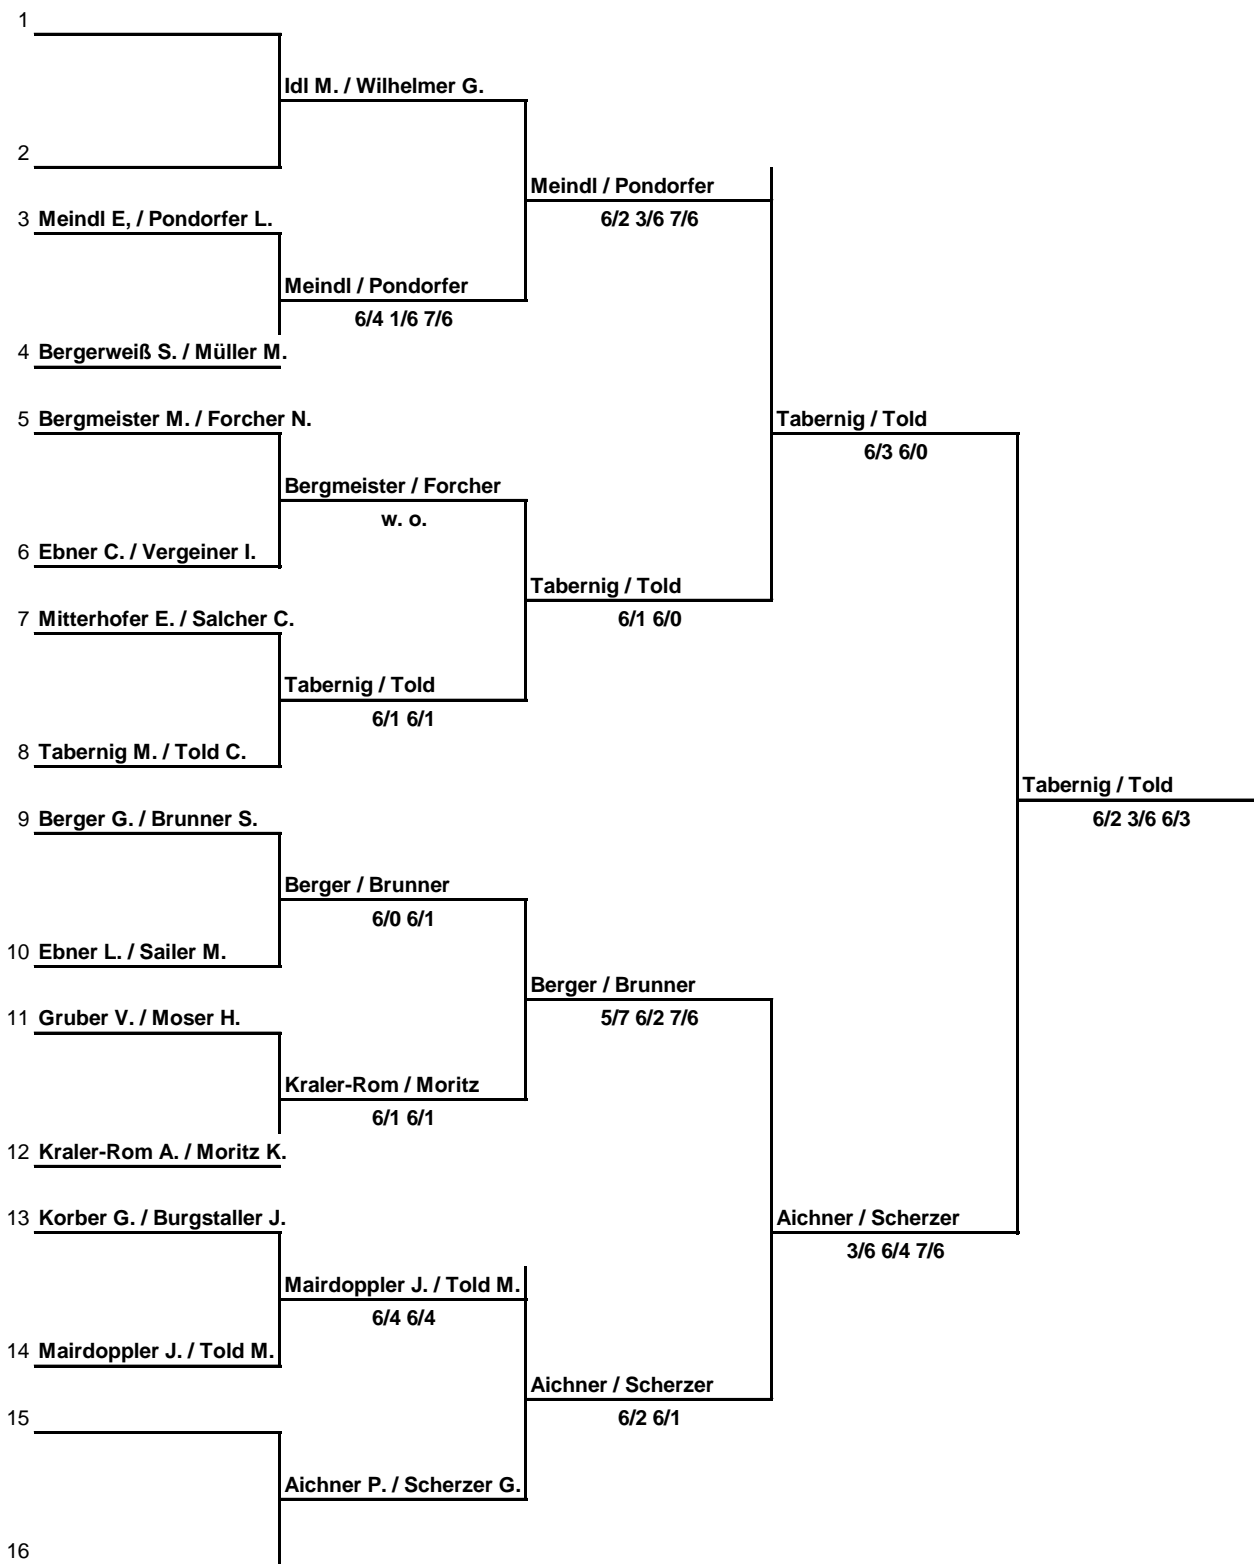 1
Idl M. / Wilhelmer G.
2
Meindl / Pondorfer
3 Meindl E, / Pondorfer L.
6/2 3/6 7/6
Meindl / Pondorfer
6/4 1/6 7/6
4 Bergerweiß S. / Müller M.
5 Bergmeister M. / Forcher N.
Tabernig / Told
6/3 6/0
Bergmeister / Forcher
w. o.
6 Ebner C. / Vergeiner I.
Tabernig / Told
7 Mitterhofer E. / Salcher C.
6/1 6/0
Tabernig / Told
6/1 6/1
8 Tabernig M. / Told C.
Tabernig / Told
9 Berger G. / Brunner S.
6/2 3/6 6/3
Berger / Brunner
6/0 6/1
10 Ebner L. / Sailer M.
Berger / Brunner
11 Gruber V. / Moser H.
5/7 6/2 7/6
Kraler-Rom / Moritz
6/1 6/1
12 Kraler-Rom A. / Moritz K.
13 Korber G. / Burgstaller J.
Aichner / Scherzer
3/6 6/4 7/6
Mairdoppler J. / Told M.
6/4 6/4
14 Mairdoppler J. / Told M.
Aichner / Scherzer
15
6/2 6/1
Aichner P. / Scherzer G.
16